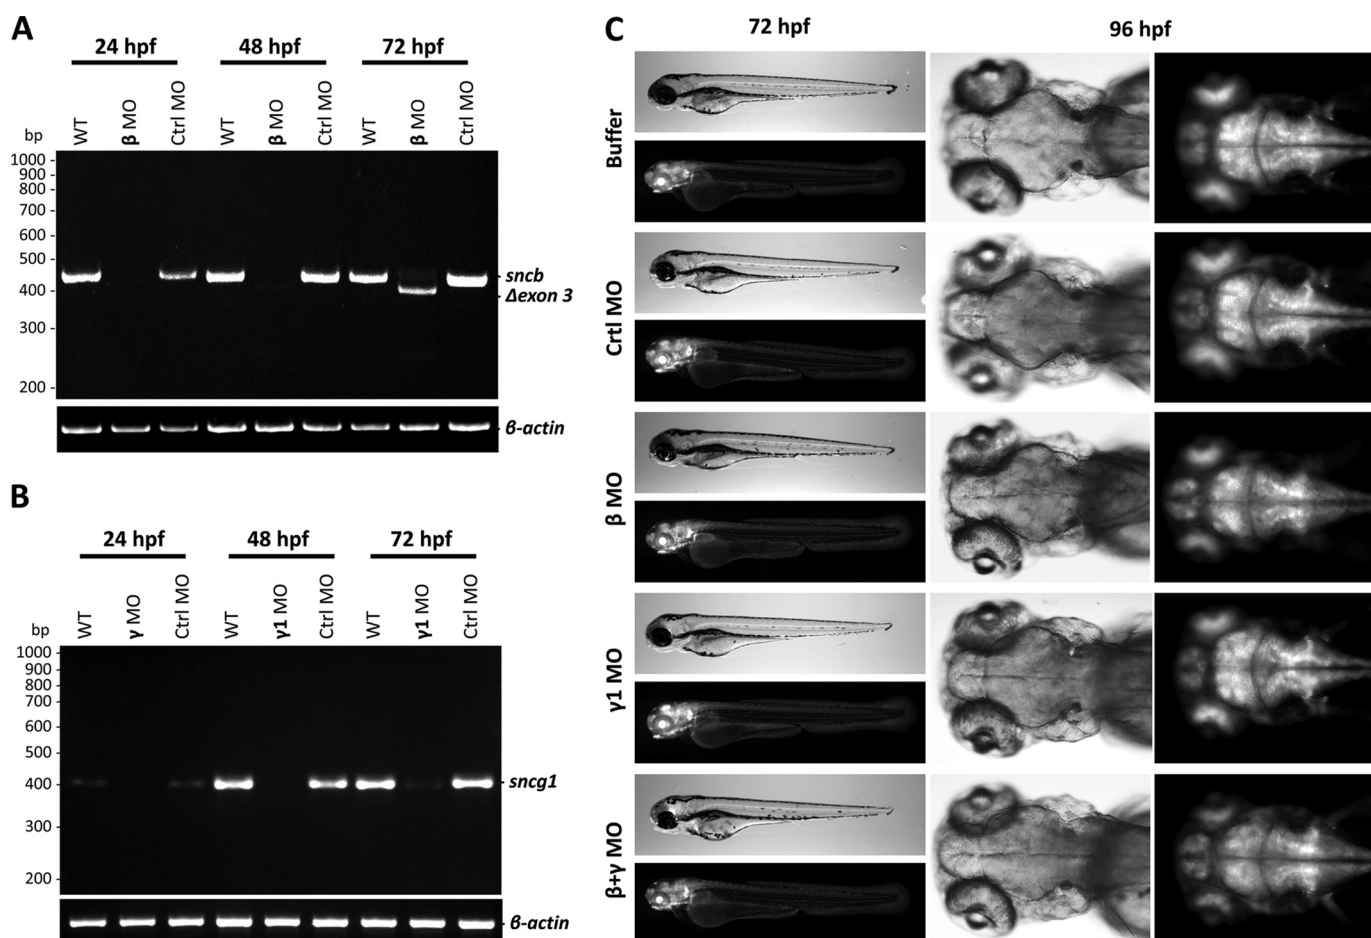 A
24 hpf 48 hpf 72 hpf
WT β MO Ctrl MO WT β MO Ctrl MO WT β MO Ctrl MO
bp
1000
900
800
700
600
500
400
300
200
sncb
Δexon 3
β-actin
B
24 hpf 48 hpf 72 hpf
WT γ MO Ctrl MO WT γ1 MO Ctrl MO WT γ1 MO Ctrl MO
bp
1000
900
800
700
600
500
400
300
200
sncg1
β-actin
C
72 hpf 96 hpf
Buffer
Crtl MO
β MO
γ1 MO
β+γ MO